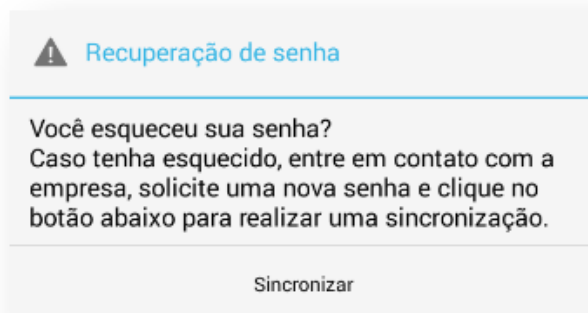 Recuperação de senha
Você esqueceu sua senha?
Caso tenha esquecido, entre em contato com a
empresa, solicite uma nova senha e clique no
botão abaixo para realizar uma sincronização.
Sincronizar